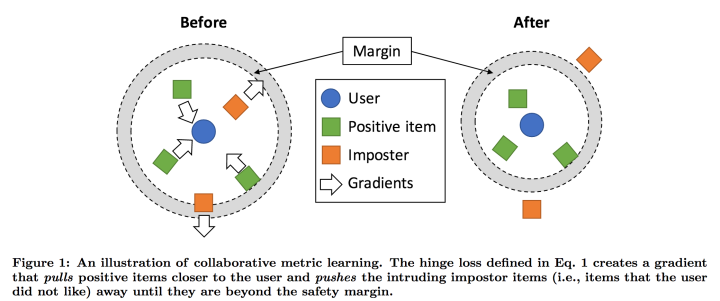 Before
After
Margin
User
Positive item
Imposter
Gradients
Figure 1: An illustration of collaborative metric learning. The hinge loss defined in Eq. 1 creates a gradient
that pulls positive items closer to the user and pushes the intruding impostor items (i.e., items that the user
did not like) away until they are beyond the safety margin.